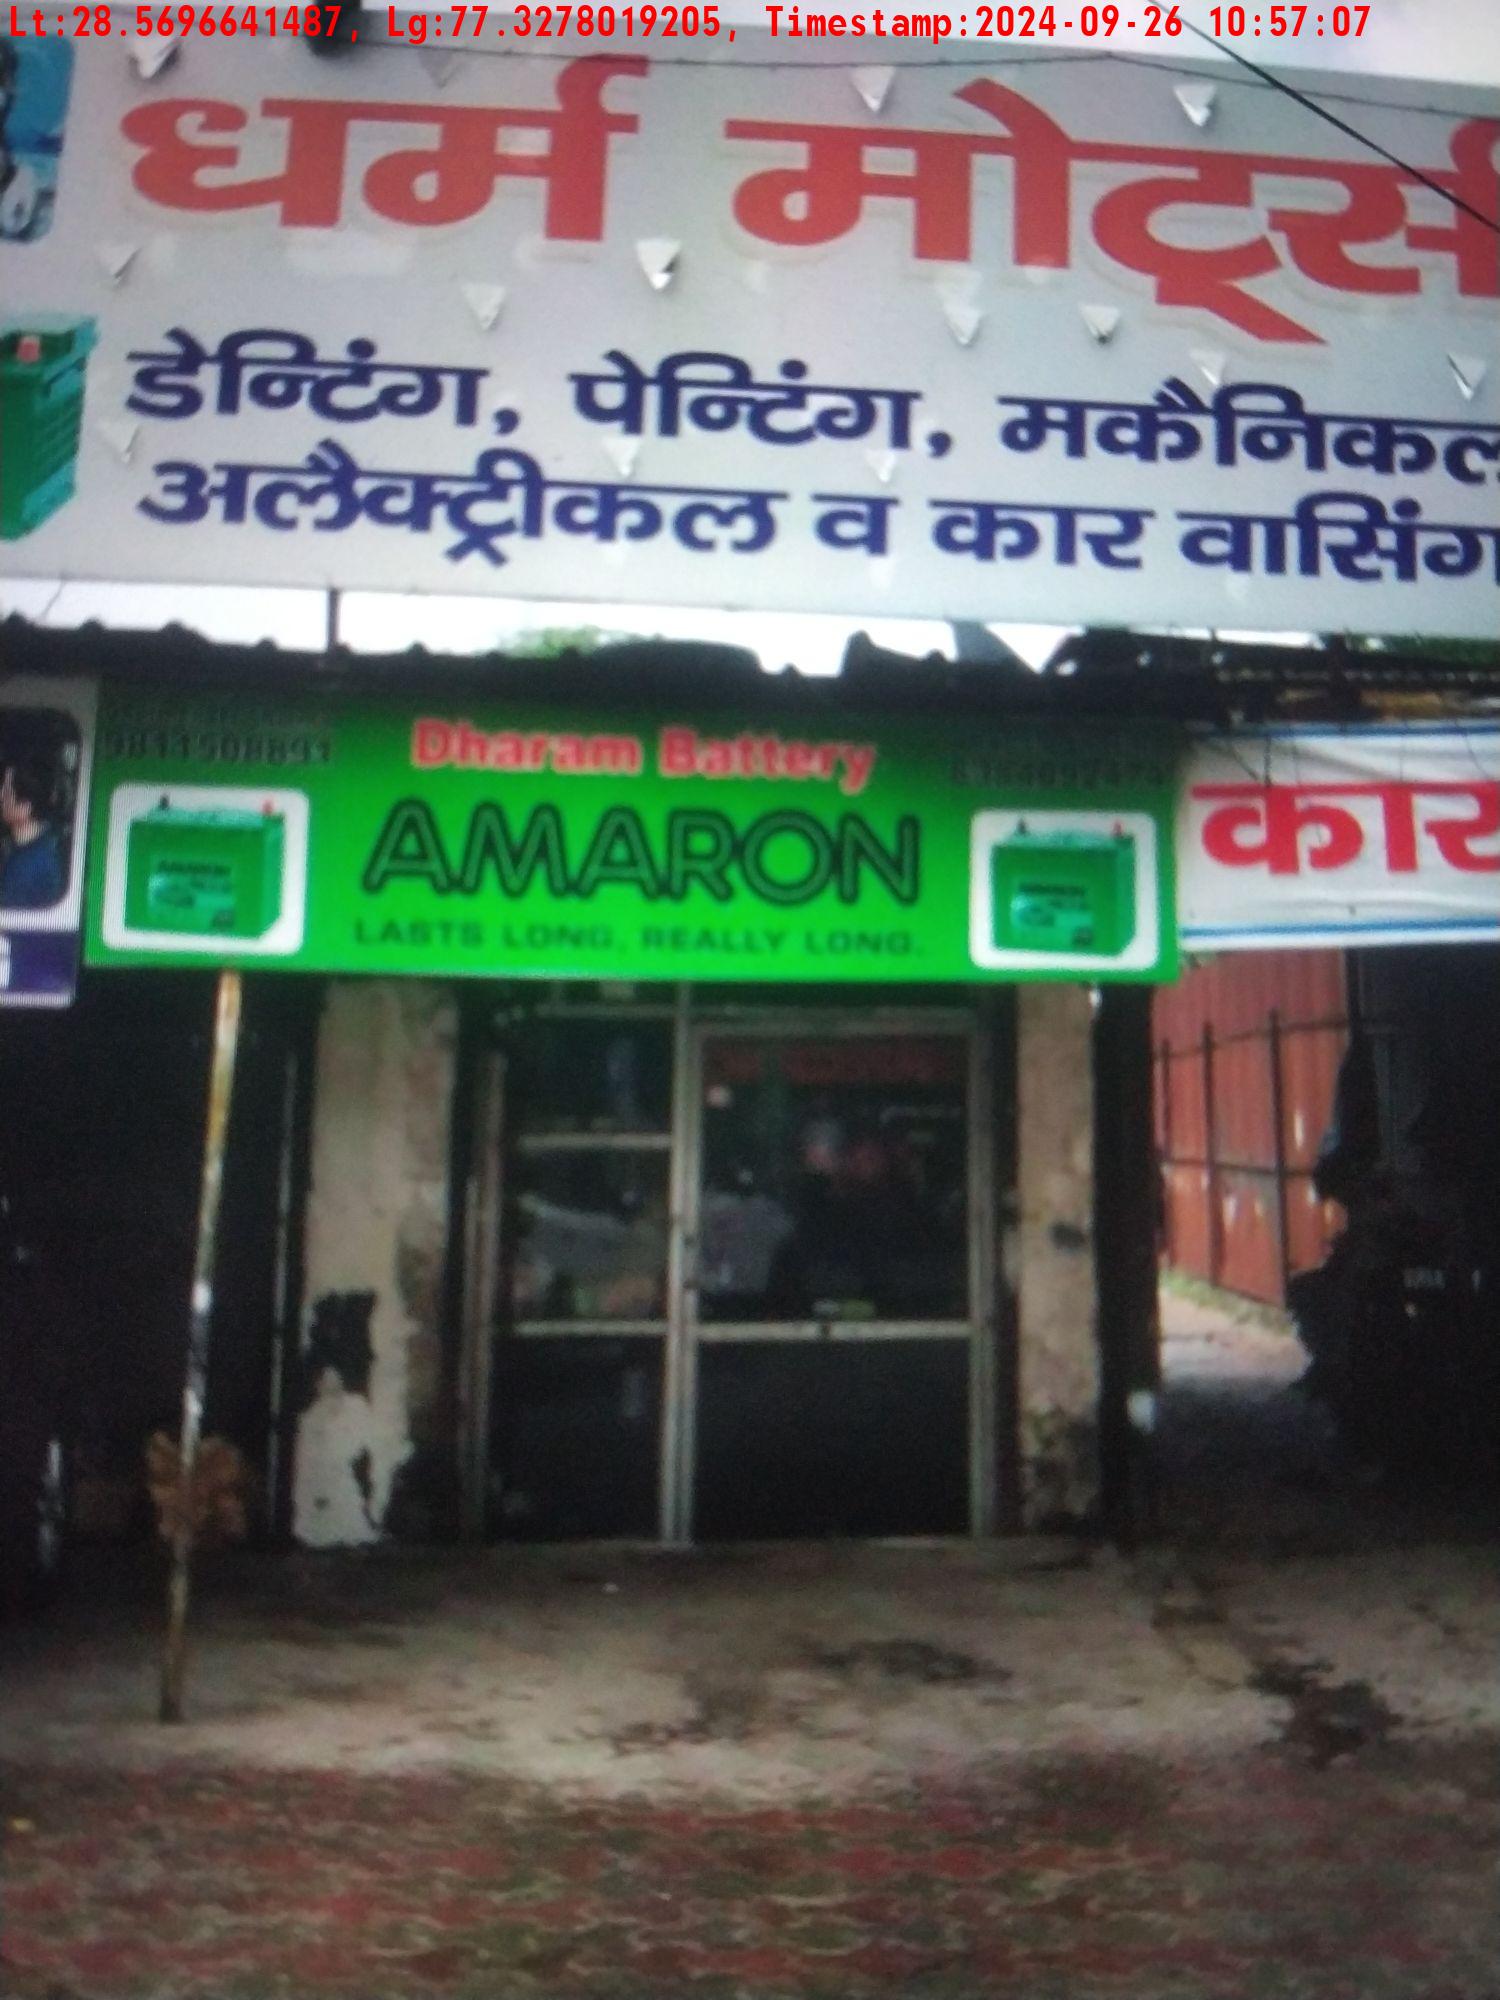 Lt:28.5696641487, Lg:77.3278019205, Timestamp:2024-09-26 10:57:07
धर्म मोटर्स
डेन्टिंग, पेन्टिंग, मकैनिकल
अलैक्ट्रीकल व कार वासिंग
9811508891
Dharam Battery
AMARON
LASTS LONG, REALLY LONG.
कार